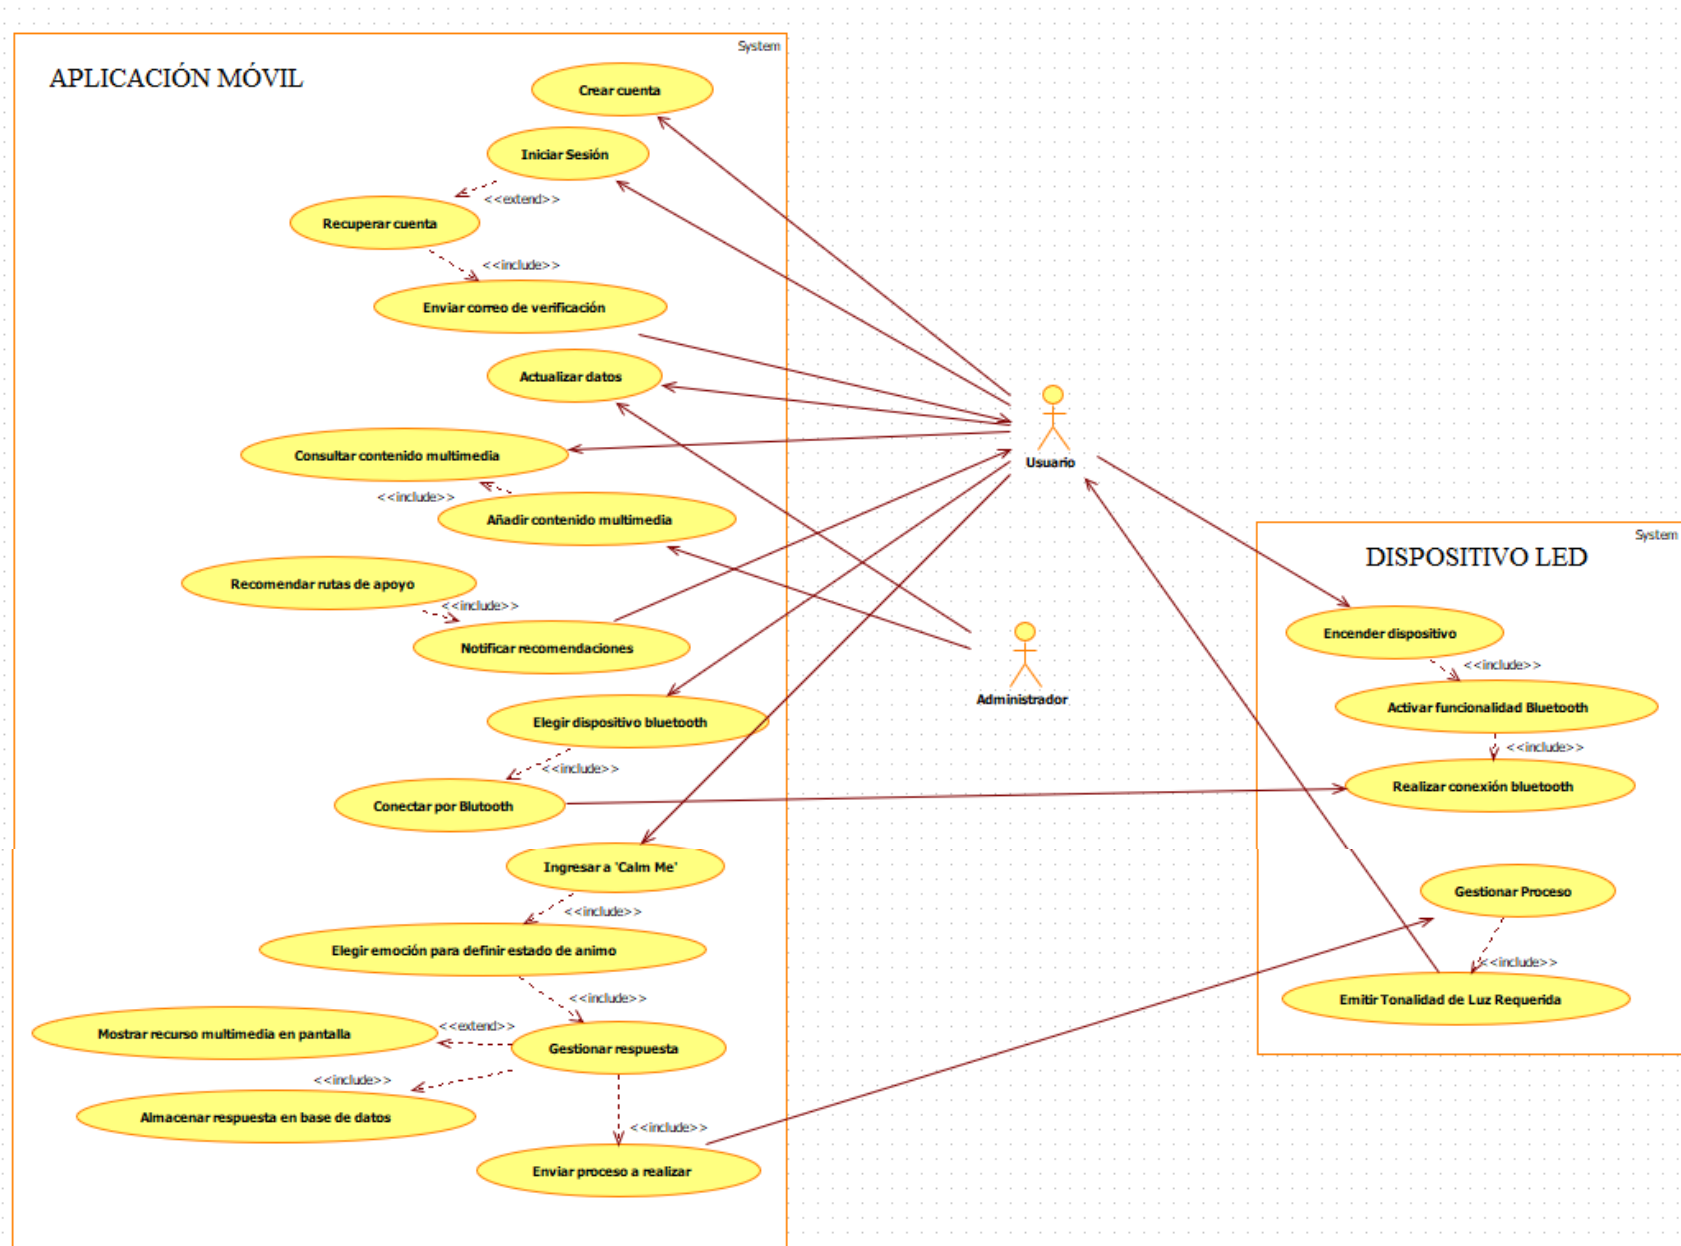 System
APLICACIÓN MÓVIL
Crear cuenta
Iniciar Sesión
<<extend>>
Recuperar cuenta
<<include>>
Enviar correo de verificación
Actualizar datos
Consultar contenido multimedia
<<include>>
Añadir contenido multimedia
Recomendar rutas de apoyo
<<include>>
Notificar recomendaciones
Elegir dispositivo bluetooth
<<include>>
Conectar por Blutooth
Ingresar a 'Calm Me'
<<include>>
Elegir emoción para definir estado de animo
<<include>>
Mostrar recurso multimedia en pantalla
<<extend>>
Gestionar respuesta
<<include>>
Almacenar respuesta en base de datos
<<include>>
Enviar proceso a realizar
Usuario
Administrador
System
DISPOSITIVO LED
Encender dispositivo
<<include>>
Activar funcionalidad Bluetooth
<<include>>
Realizar conexión bluetooth
Gestionar Proceso
<<include>>
Emitir Tonalidad de Luz Requerida